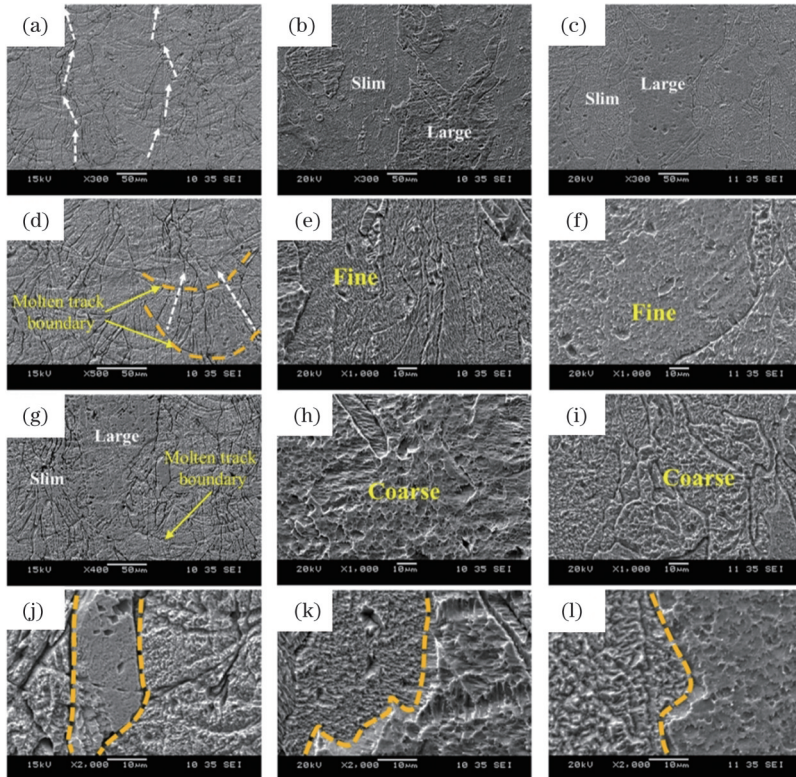 (a)
15kV X300 50μm 10 35 SEI
(b)
Slim
Large
20kV X300 50μm 10 35 SEI
(c)
Large
Slim
20kV X300 50μm 11 35 SEI
(d)
Molten track
boundary
15kV X500 50μm 10 35 SEI
(e)
Fine
20kV X1,000 10μm 10 35 SEI
(f)
Fine
20kV X1,000 10μm 11 35 SEI
(g)
Large
Slim
Molten track
boundary
15kV X400 50μm 10 35 SEI
(h)
Coarse
20kV X1,000 10μm 10 35 SEI
(i)
Coarse
20kV X1,000 10μm 11 35 SEI
(j)
15kV X2,000 10μm 10 35 SEI
(k)
20kV X2,000 10μm 10 35 SEI
(l)
20kV X2,000 10μm 11 35 SEI